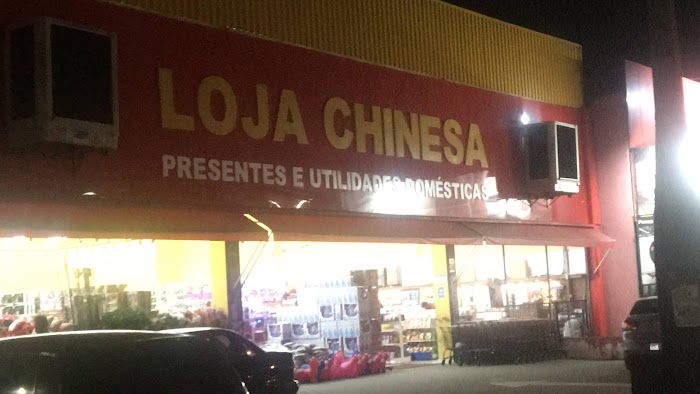 LOJA CHINESA
PRESENTES E UTILIDADES DOMÉSTICAS